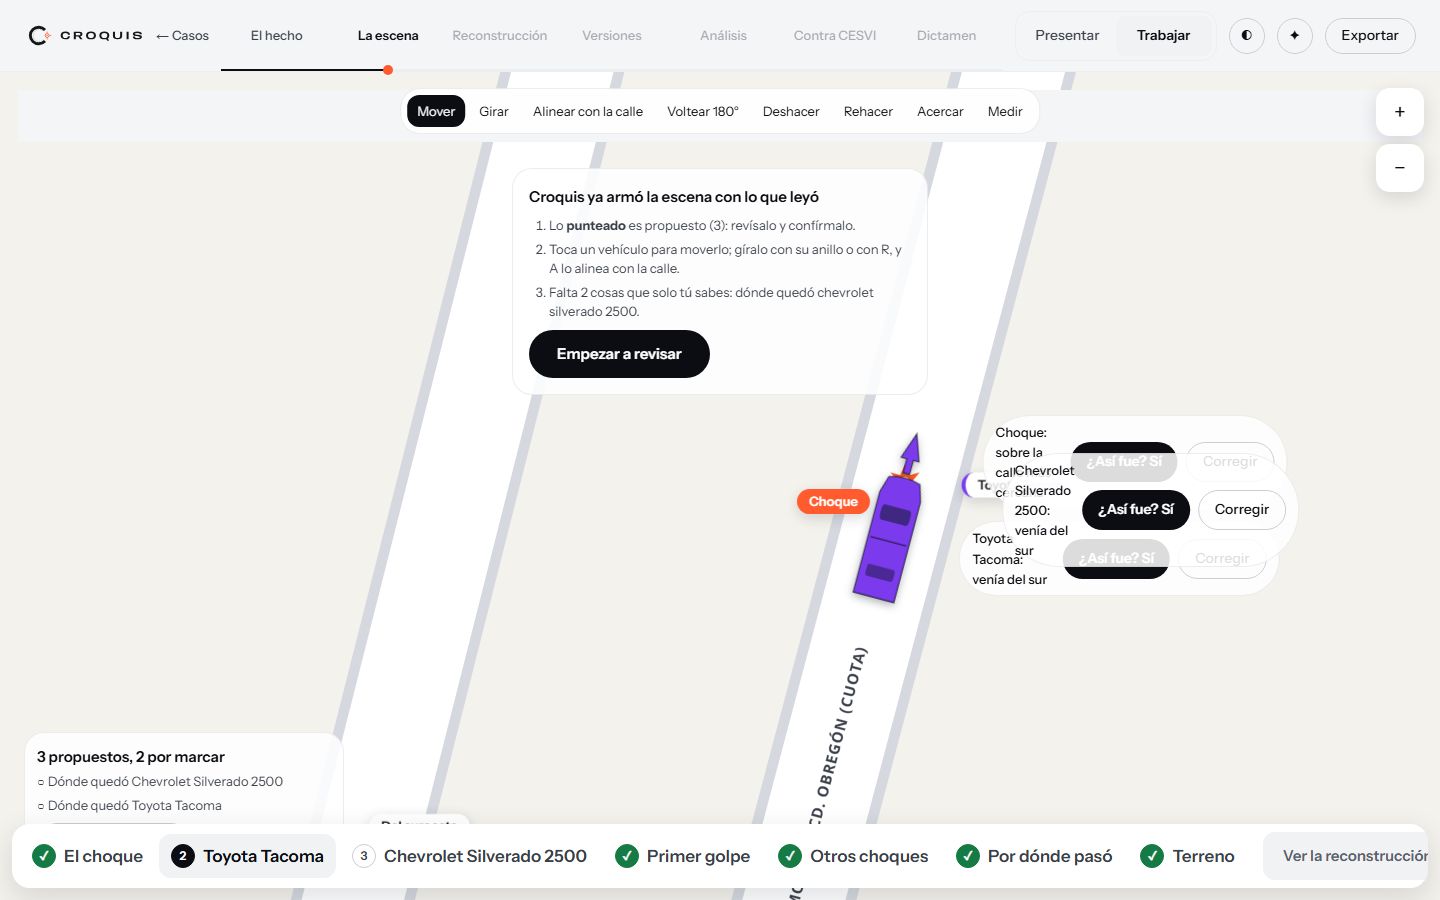 CROQUIS
← Casos
El hecho
La escena
Reconstrucción
Versiones
Análisis
Contra CESVI
Dictamen
Presentar
Trabajar
Exportar
Mover
Girar
Alinear con la calle
Voltear 180°
Deshacer
Rehacer
Acercar
Medir
+
−
Croquis ya armó la escena con lo que leyó
1. Lo punteado es propuesto (3): revísalo y confírmalo.
2. Toca un vehículo para moverlo; gíralo con su anillo o con R, y
A lo alinea con la calle.
3. Falta 2 cosas que solo tú sabes: dónde quedó chevrolet
silverado 2500.
Empezar a revisar
Choque
Choque:
sobre la
¿Así fue? Sí
Corregir
Chevrolet
Silverado
2500:
venía del
sur
¿Así fue? Sí
Corregir
Toyota
Tacoma:
venía del sur
¿Así fue? Sí
Corregir
CD. OBREGÓN (CUOTA)
3 propuestos, 2 por marcar
○ Dónde quedó Chevrolet Silverado 2500
○ Dónde quedó Toyota Tacoma
El choque
2 Toyota Tacoma
3 Chevrolet Silverado 2500
Primer golpe
Otros choques
Por dónde pasó
Terreno
Ver la reconstrucción